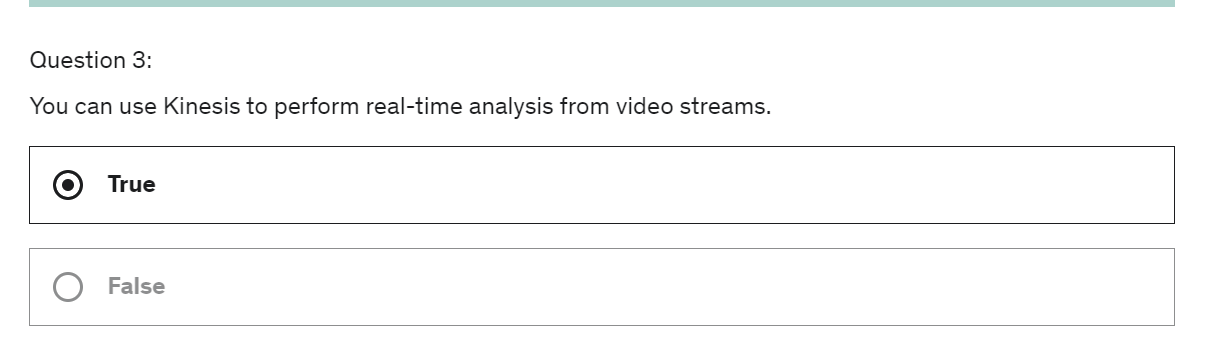 Question 3:
You can use Kinesis to perform real-time analysis from video streams.
True
False